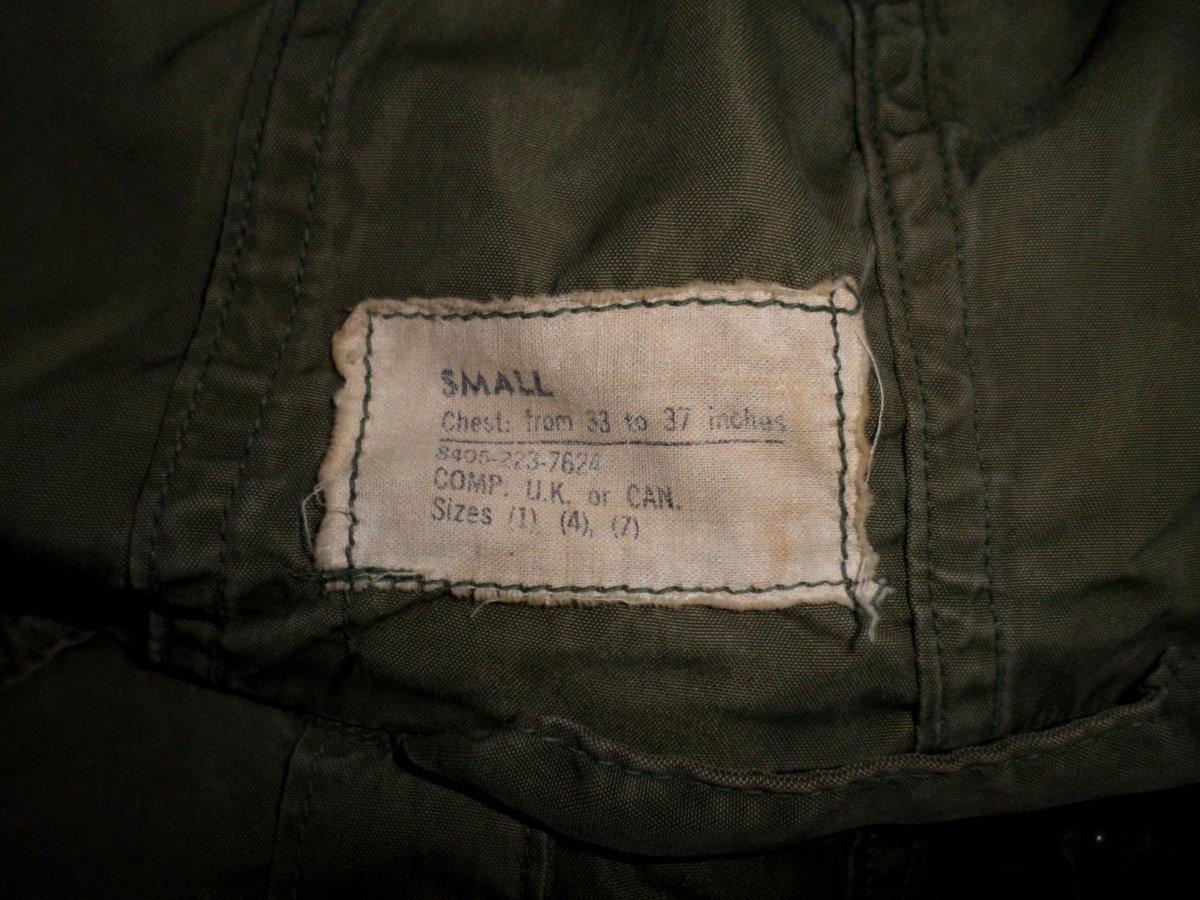 SMALL
Chest: from 33 to 37 inches
8405-223-7624
COMP. U.K. or CAN.
Sizes (1), (4), (7)